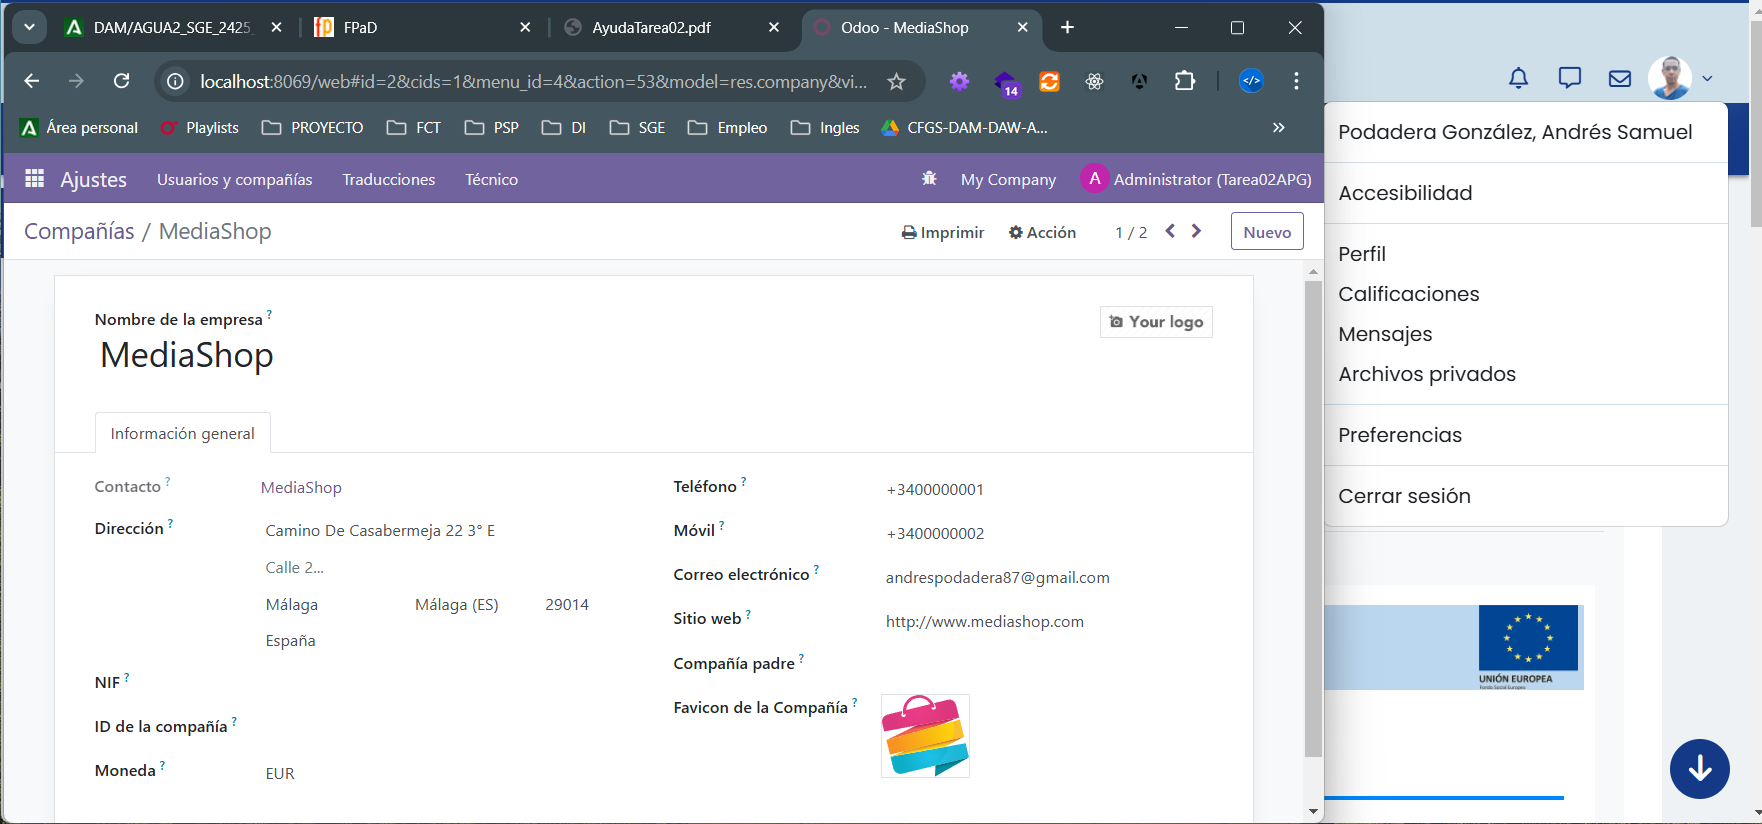 DAM/AGUA2_SGE_2425_
FPaD
AyudaTarea02.pdf
Odoo - MediaShop
localhost:8069/web#id=2&cids=1&menu_id=4&action=53&model=res.company&vi...
14
Área personal
Playlists
PROYECTO
FCT
PSP
DI
SGE
Empleo
Ingles
CFGS-DAM-DAW-A...
Ajustes
Usuarios y compañías
Traducciones
Técnico
My Company
A
Administrator (Tarea02APG)
Compañías / MediaShop
Imprimir
Acción
1 / 2
Nuevo
Nombre de la empresa ?
MediaShop
Your logo
Información general
Contacto ?
MediaShop
Dirección ?
Camino De Casabermeja 22 3° E
Calle 2...
Málaga
Málaga (ES)
29014
España
NIF ?
ID de la compañía ?
Moneda ?
EUR
Teléfono ?
+3400000001
Móvil ?
+3400000002
Correo electrónico ?
andrespodadera87@gmail.com
Sitio web ?
http://www.mediashop.com
Compañía padre ?
Favicon de la Compañía ?
Podadera González, Andrés Samuel
Accesibilidad
Perfil
Calificaciones
Mensajes
Archivos privados
Preferencias
Cerrar sesión
UNIÓN EUROPEA
Fondo Social Europeo